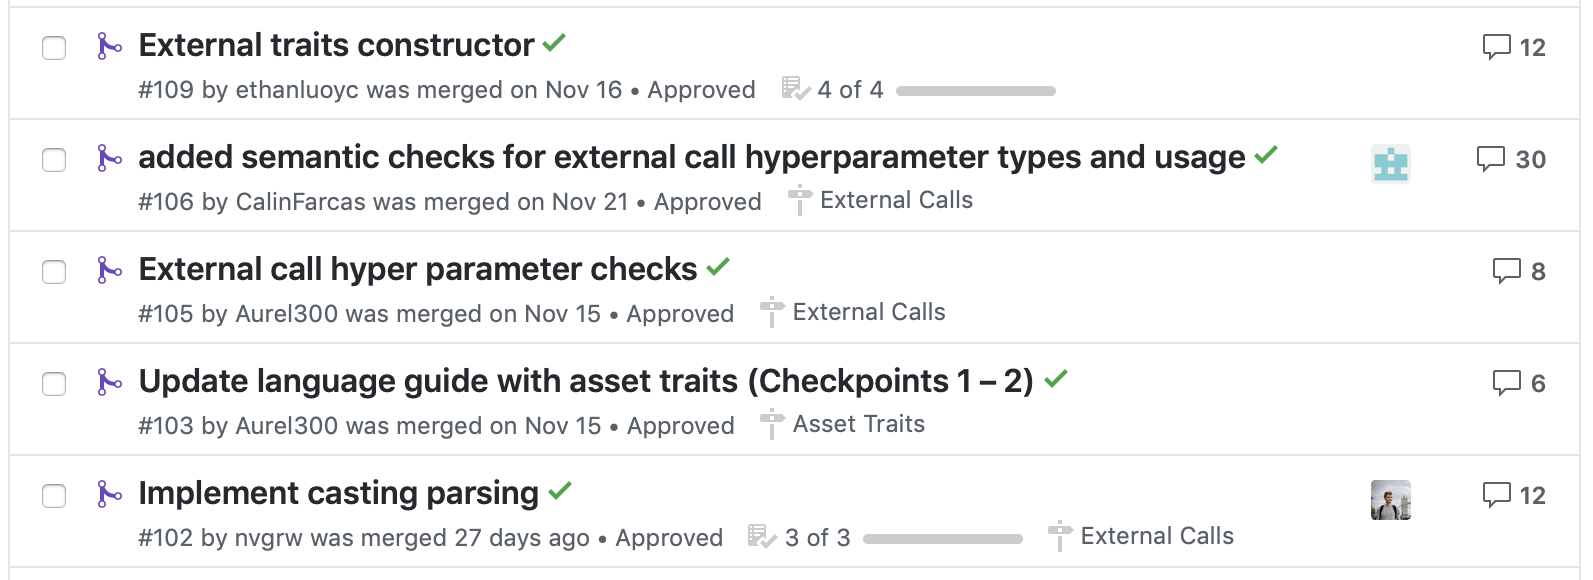 External traits constructor
12
#109 by ethanluoyc was merged on Nov 16 • Approved 4 of 4
added semantic checks for external call hyperparameter types and usage
30
#106 by CalinFarcas was merged on Nov 21 • Approved External Calls
External call hyper parameter checks
8
#105 by Aurel300 was merged on Nov 15 • Approved External Calls
Update language guide with asset traits (Checkpoints 1 – 2)
6
#103 by Aurel300 was merged on Nov 15 • Approved Asset Traits
Implement casting parsing
12
#102 by nvgrw was merged 27 days ago • Approved 3 of 3 External Calls